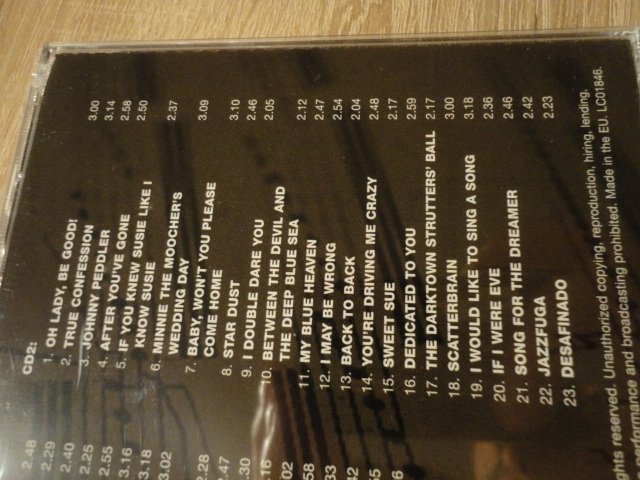 2.48
2.29
2.40
2.25
2.55
3.16
3.18
3.02
2.28
CD2:
1. OH LADY, BE GOOD! 3.00
2. TRUE CONFESSION 3.14
3. JOHNNY PEDDLER 2.58
4. AFTER YOU'VE GONE 2.50
5. IF YOU KNEW SUSIE LIKE I
KNOW SUSIE 2.37
6. MINNIE THE MOOCHER'S
WEDDING DAY 3.09
7. BABY, WON'T YOU PLEASE
COME HOME 3.10
8. STAR DUST 2.46
9. I DOUBLE DARE YOU 2.05
10. BETWEEN THE DEVIL AND
THE DEEP BLUE SEA 2.12
11. MY BLUE HEAVEN 2.47
12. I MAY BE WRONG 2.54
13. BACK TO BACK 2.04
14. YOU'RE DRIVING ME CRAZY 2.48
15. SWEET SUE 2.17
16. DEDICATED TO YOU 2.59
17. THE DARKTOWN STRUTTERS' BALL 2.17
18. SCATTERBRAIN 3.00
19. I WOULD LIKE TO SING A SONG 3.18
20. IF I WERE EVE 2.36
21. SONG FOR THE DREAMER 2.46
22. JAZZFUGA 2.42
23. DESAFINADO 2.23
reserved. Unauthorized copying, reproduction, hiring, lending,
performance and broadcasting prohibited. Made in the EU. LC01846.